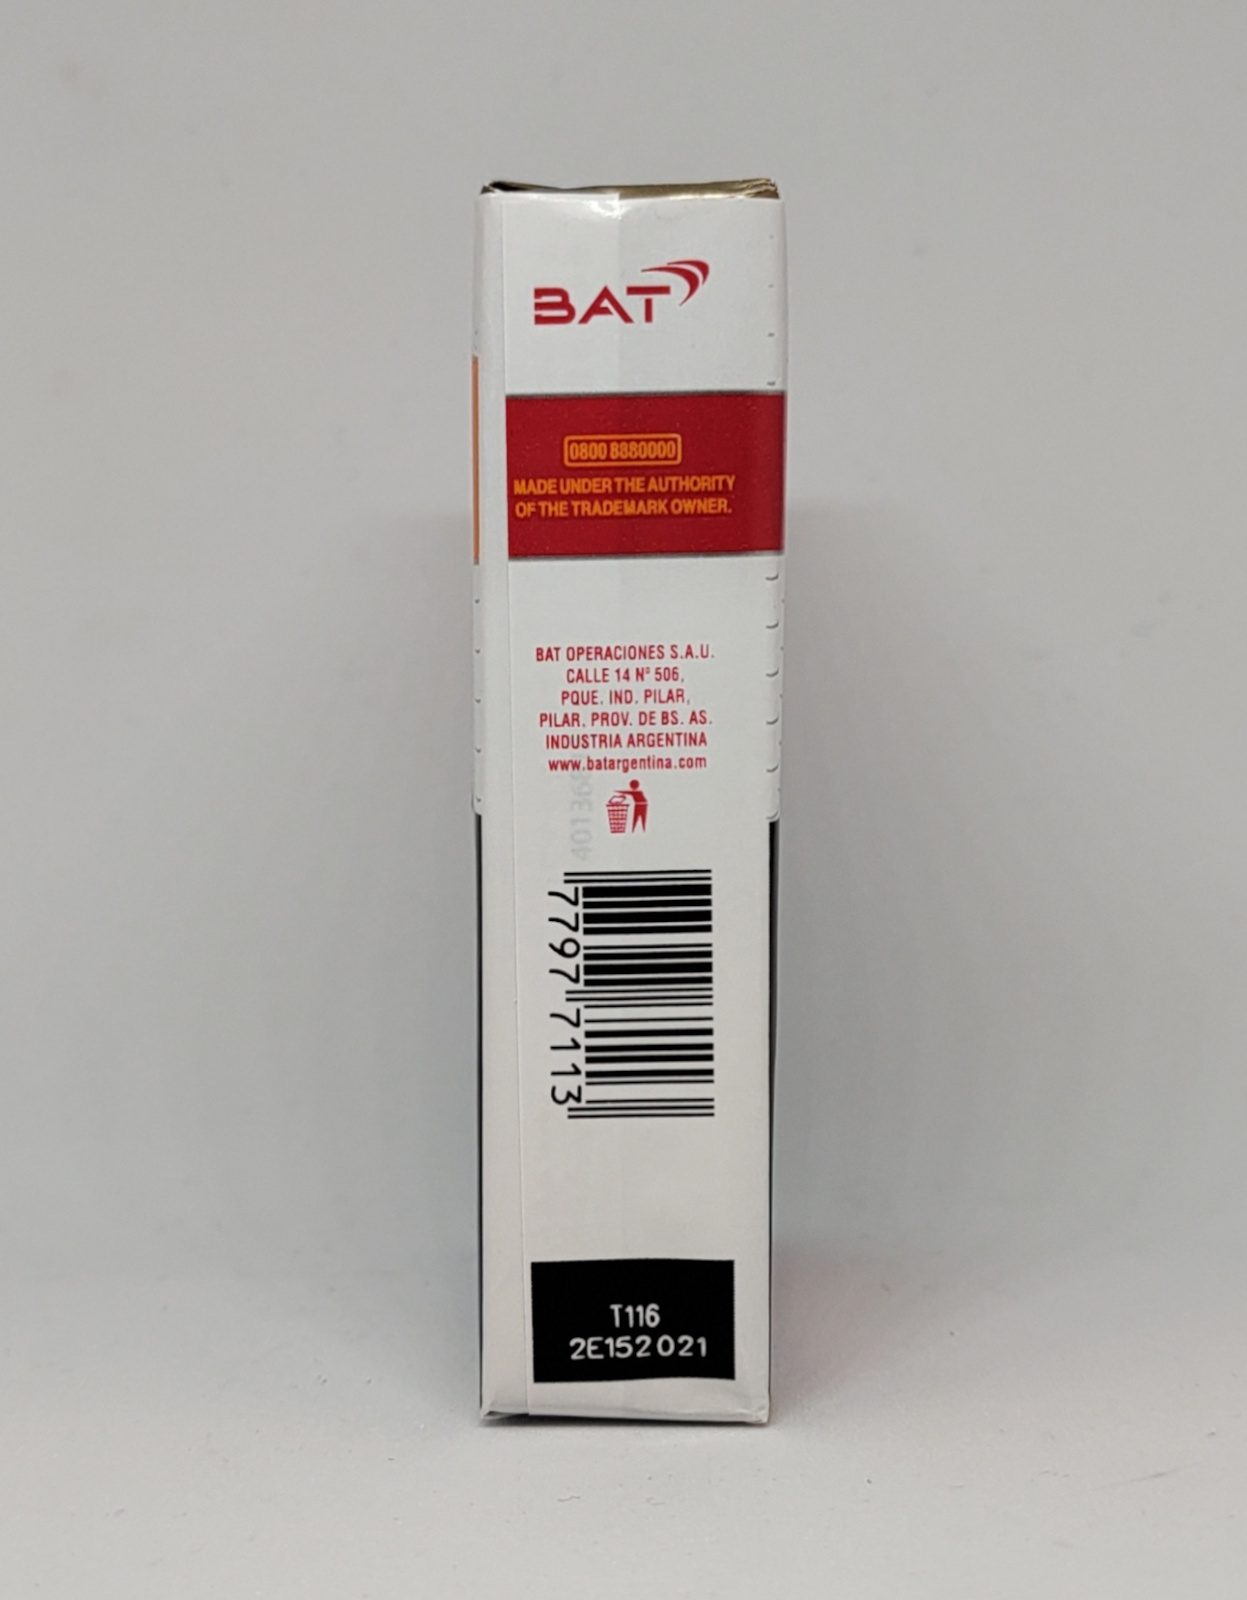 BAT
0800 8880000
MADE UNDER THE AUTHORITY
OF THE TRADEMARK OWNER.
BAT OPERACIONES S.A.U.
CALLE 14 Nº 506,
PQUE. IND. PILAR,
PILAR. PROV. DE BS. AS.
INDUSTRIA ARGENTINA
www.batargentina.com
7797 7113
T116
2E152021